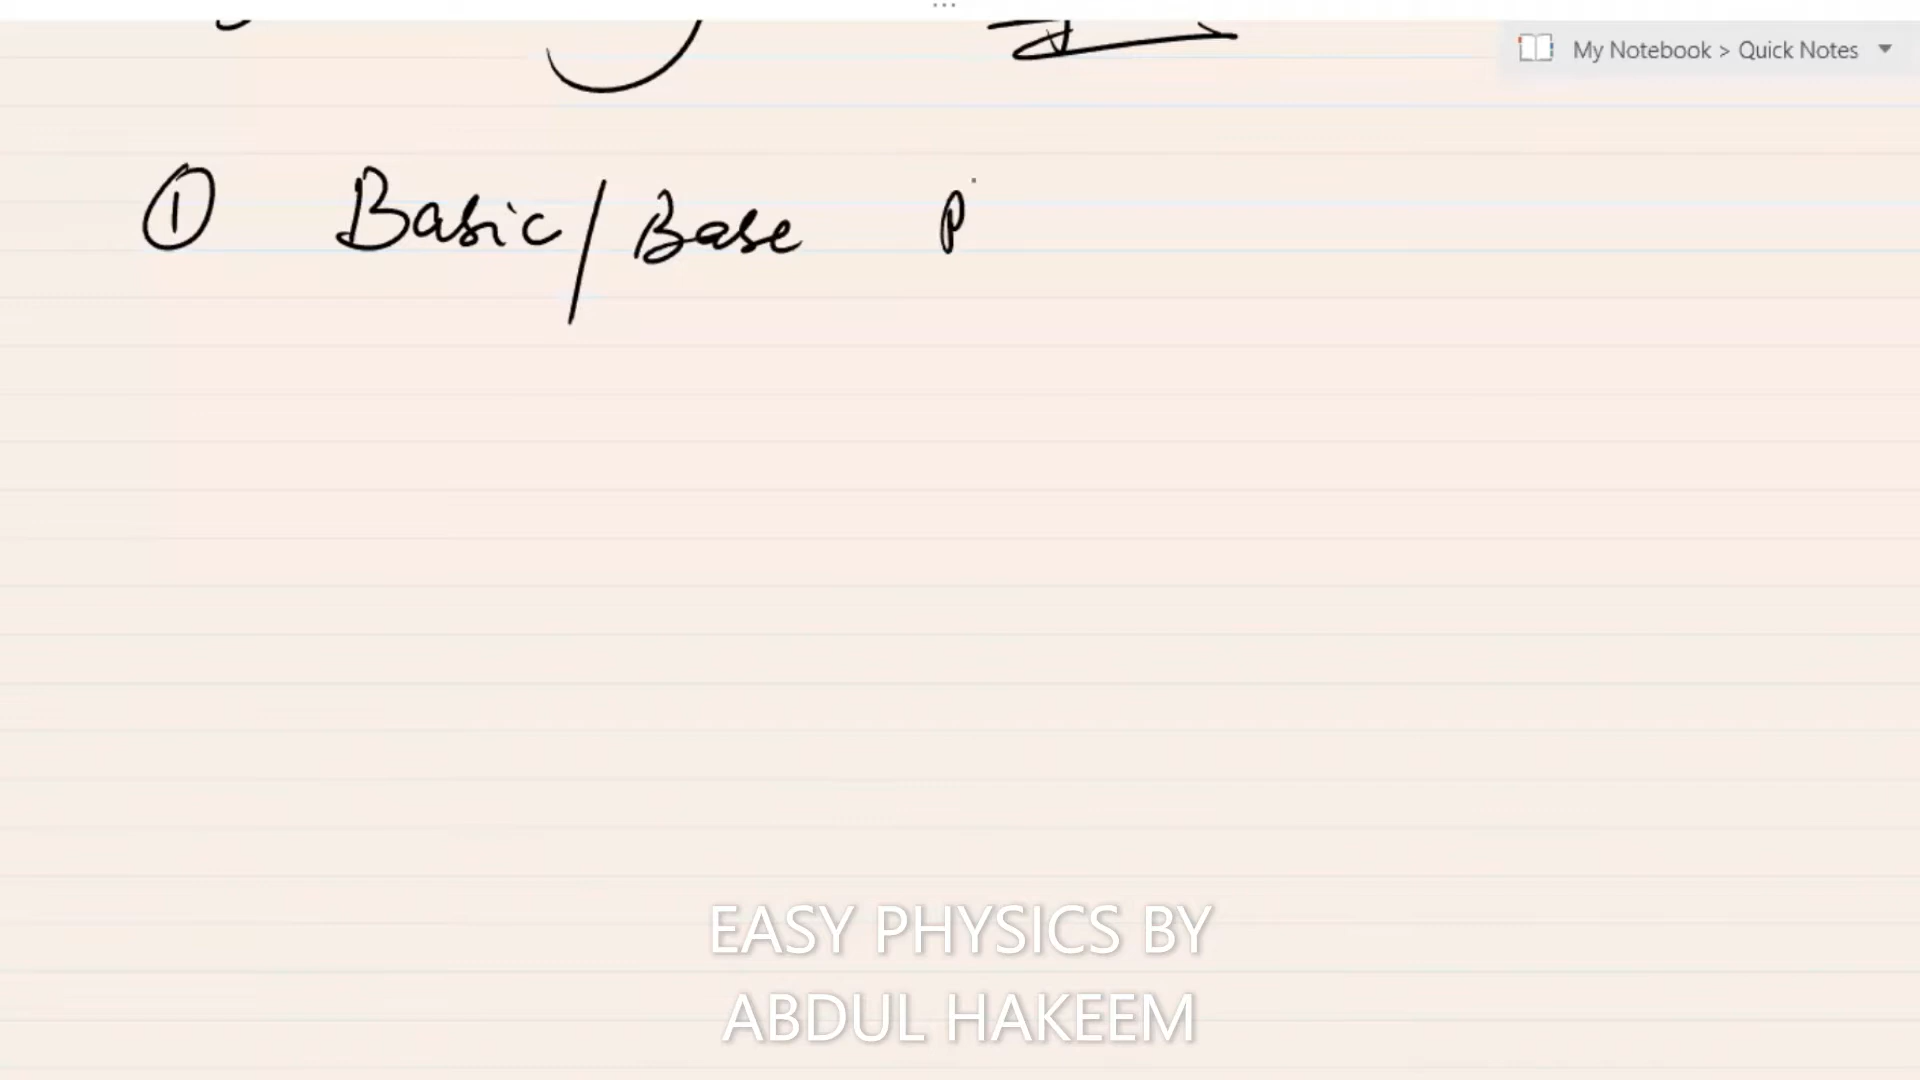 My Notebook > Quick Notes
① Basic/Base P
EASY PHYSICS BY
ABDUL HAKEEM